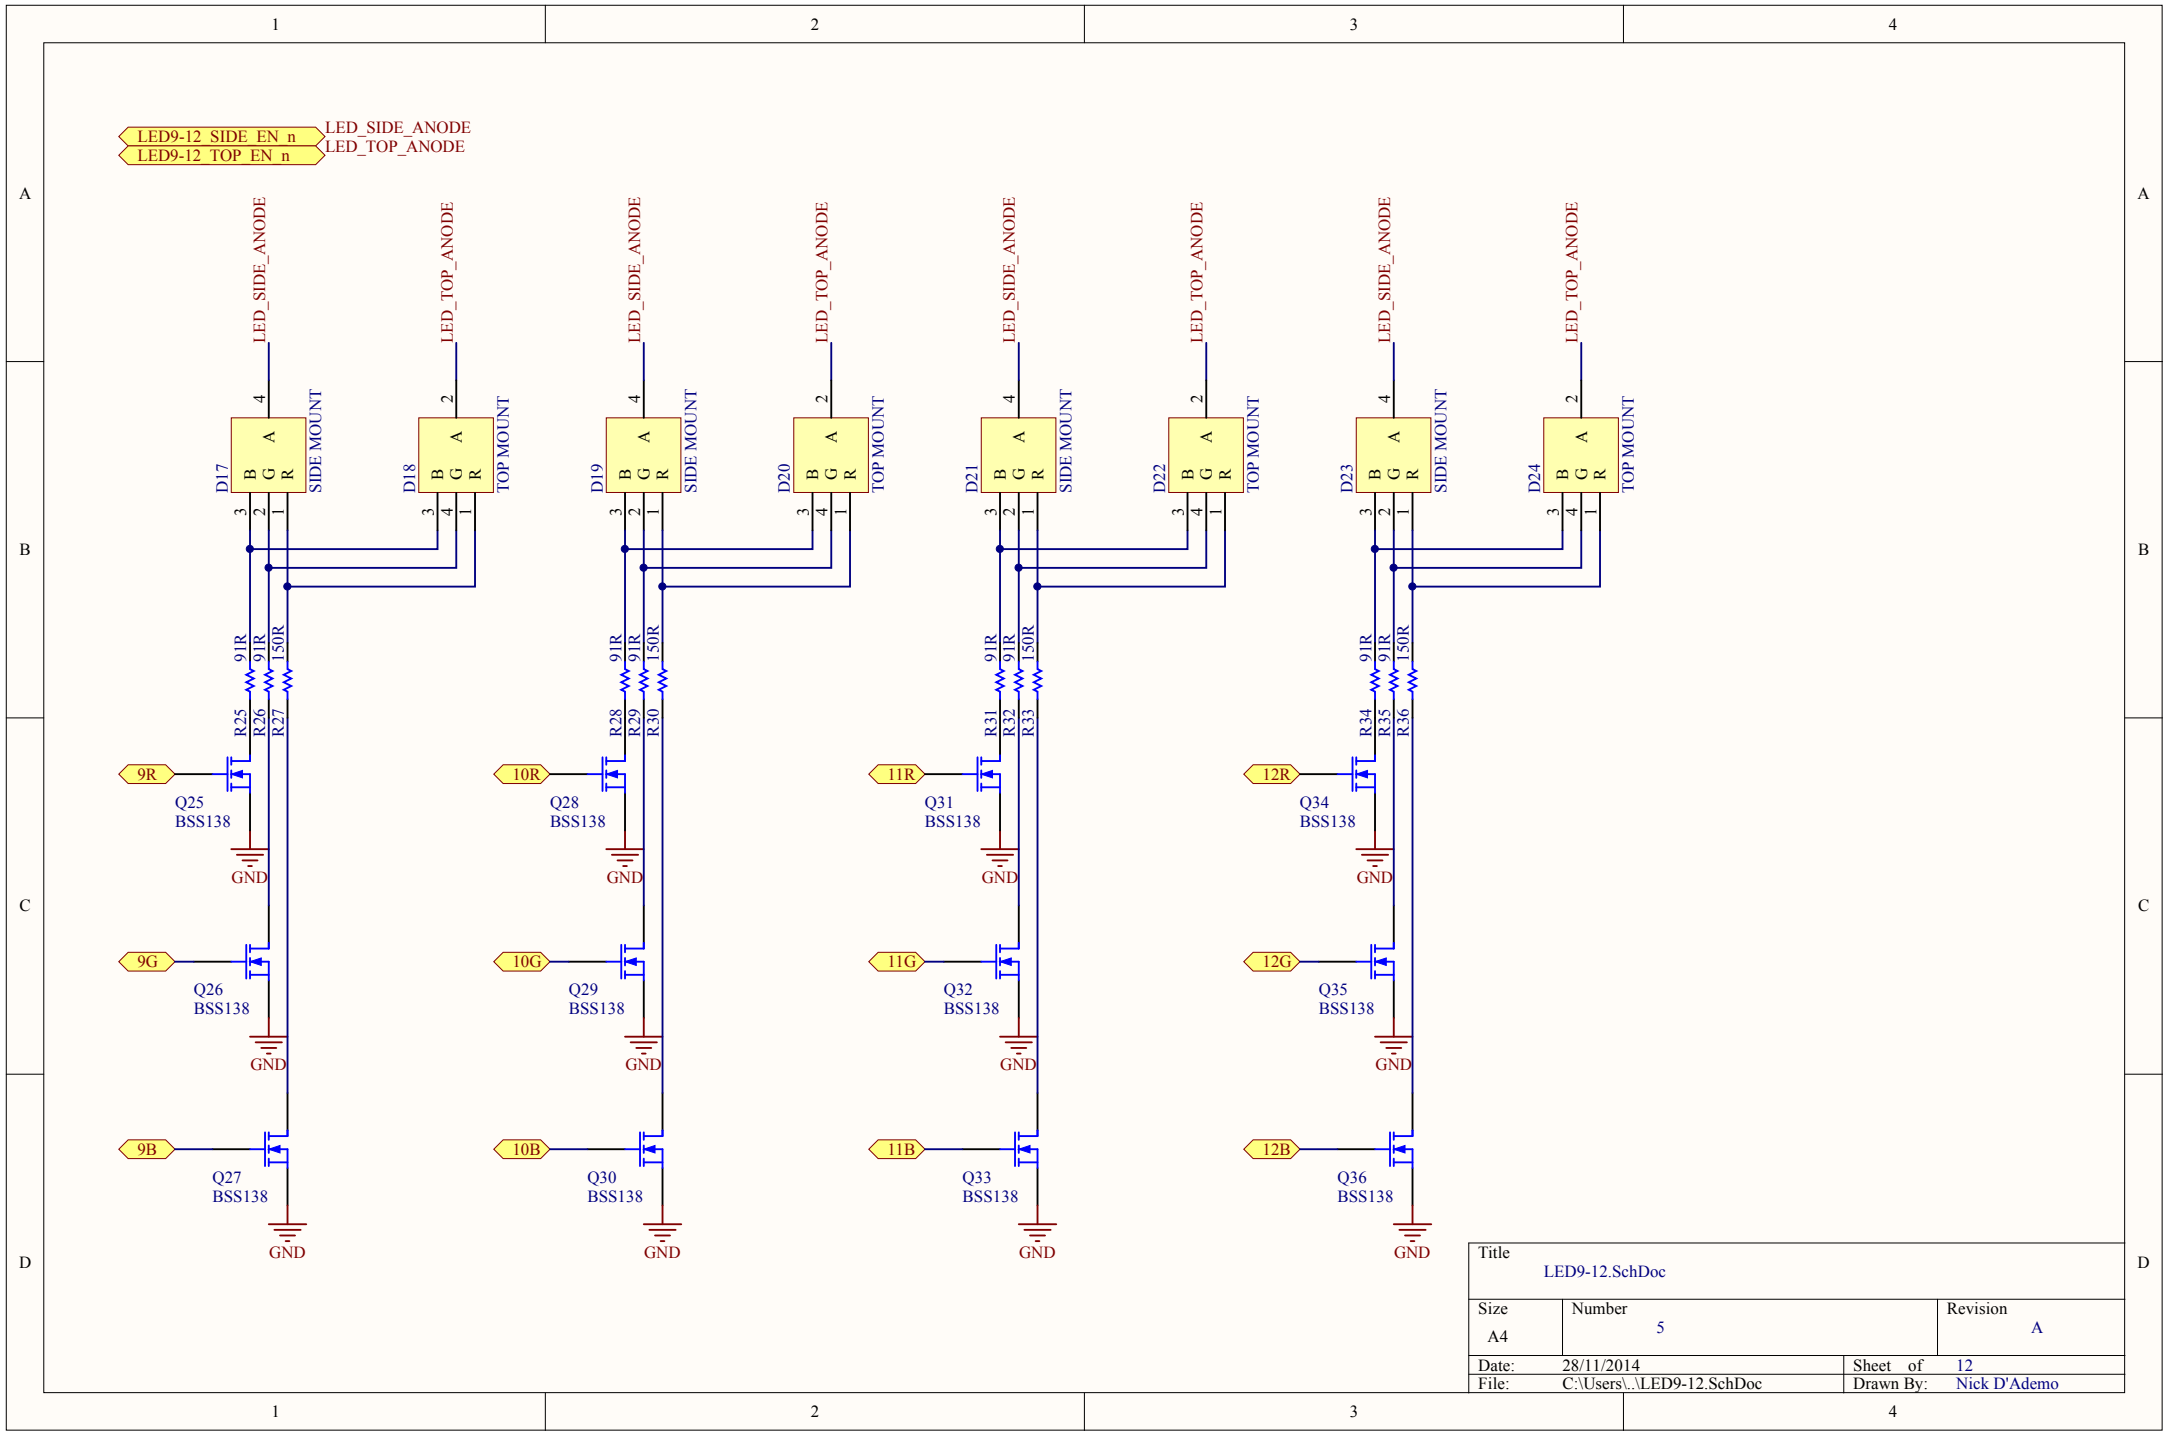 1 2 3 4
LED9-12_SIDE_EN_n LED_SIDE_ANODE
LED9-12_TOP_EN_n LED_TOP_ANODE
A A
LED_SIDE_ANODE LED_TOP_ANODE LED_SIDE_ANODE LED_TOP_ANODE LED_SIDE_ANODE LED_TOP_ANODE LED_SIDE_ANODE LED_TOP_ANODE
4 2 4 2 4 2 4 2
A A A A A A A A
D17 B G R SIDE MOUNT D18 B G R TOP MOUNT D19 B G R SIDE MOUNT D20 B G R TOP MOUNT D21 B G R SIDE MOUNT D22 B G R TOP MOUNT D23 B G R SIDE MOUNT D24 B G R TOP MOUNT
3 2 1 3 4 1 3 2 1 3 4 1 3 2 1 3 4 1 3 2 1 3 4 1
B B
91R 91R 150R 91R 91R 150R 91R 91R 150R 91R 91R 150R
R25 R26 R27 R28 R29 R30 R31 R32 R33 R34 R35 R36
9R 10R 11R 12R
Q25 Q28 Q31 Q34
BSS138 BSS138 BSS138 BSS138
GND GND GND GND
C C
9G 10G 11G 12G
Q26 Q29 Q32 Q35
BSS138 BSS138 BSS138 BSS138
GND GND GND GND
9B 10B 11B 12B
Q27 Q30 Q33 Q36
BSS138 BSS138 BSS138 BSS138
GND GND GND GND
D D
Title
LED9-12.SchDoc
Size Number Revision
A4 5 A
Date: 28/11/2014 Sheet of 12
File: C:\Users\..\LED9-12.SchDoc Drawn By: Nick D'Ademo
1 2 3 4